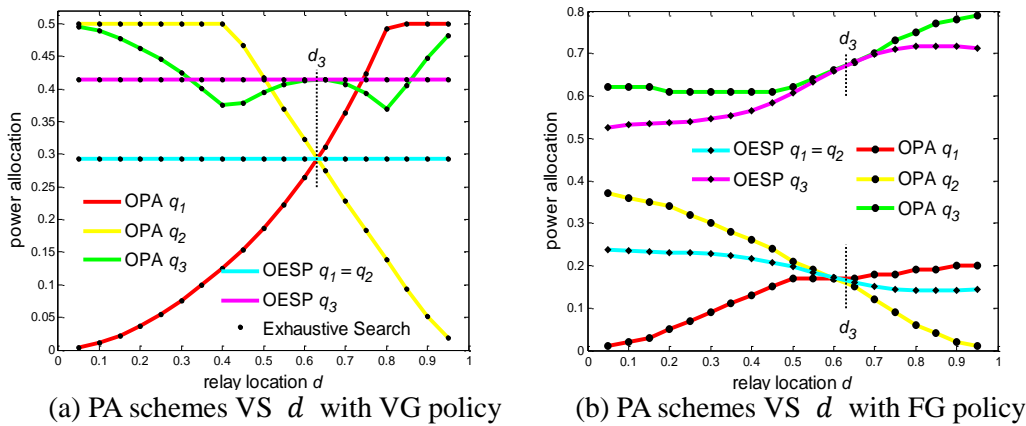 0.5
0.45
0.4
0.35
0.3
0.25
0.2
0.15
0.1
0.05
0
power allocation
d3
OPA q1
OPA q2
OPA q3
OESP q1 = q2
OESP q3
Exhaustive Search
0 0.1 0.2 0.3 0.4 0.5 0.6 0.7 0.8 0.9 1
relay location d
(a) PA schemes VS d with VG policy
0.8
0.7
0.6
0.5
0.4
0.3
0.2
0.1
0
power allocation
d3
OESP q1 = q2
OESP q3
OPA q1
OPA q2
OPA q3
d3
0 0.1 0.2 0.3 0.4 0.5 0.6 0.7 0.8 0.9 1
relay location d
(b) PA schemes VS d with FG policy